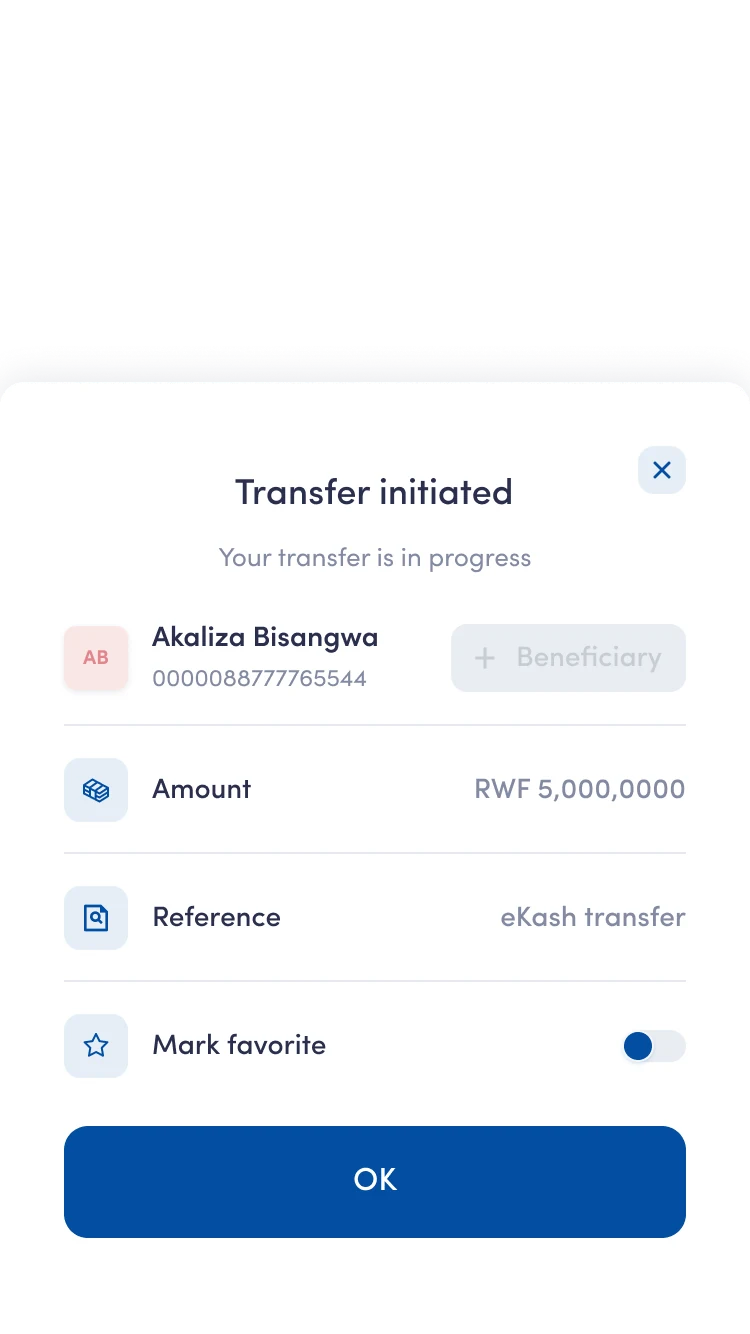 Transfer initiated
Your transfer is in progress
AB
Akaliza Bisangwa
0000088777765544
Beneficiary
Amount
RWF 5,000,0000
Reference
eKash transfer
Mark favorite
OK